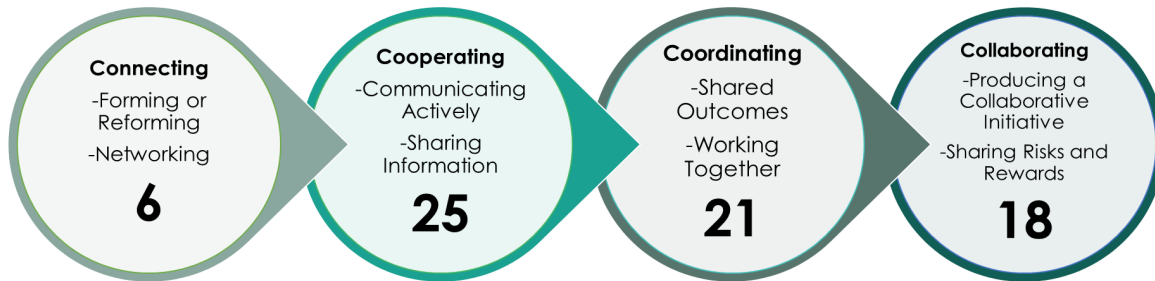 Connecting
-Forming or
Reforming
-Networking
6
Cooperating
-Communicating
Actively
-Sharing
Information
25
Coordinating
-Shared
Outcomes
-Working
Together
21
Collaborating
-Producing a
Collaborative
Initiative
-Sharing Risks and
Rewards
18